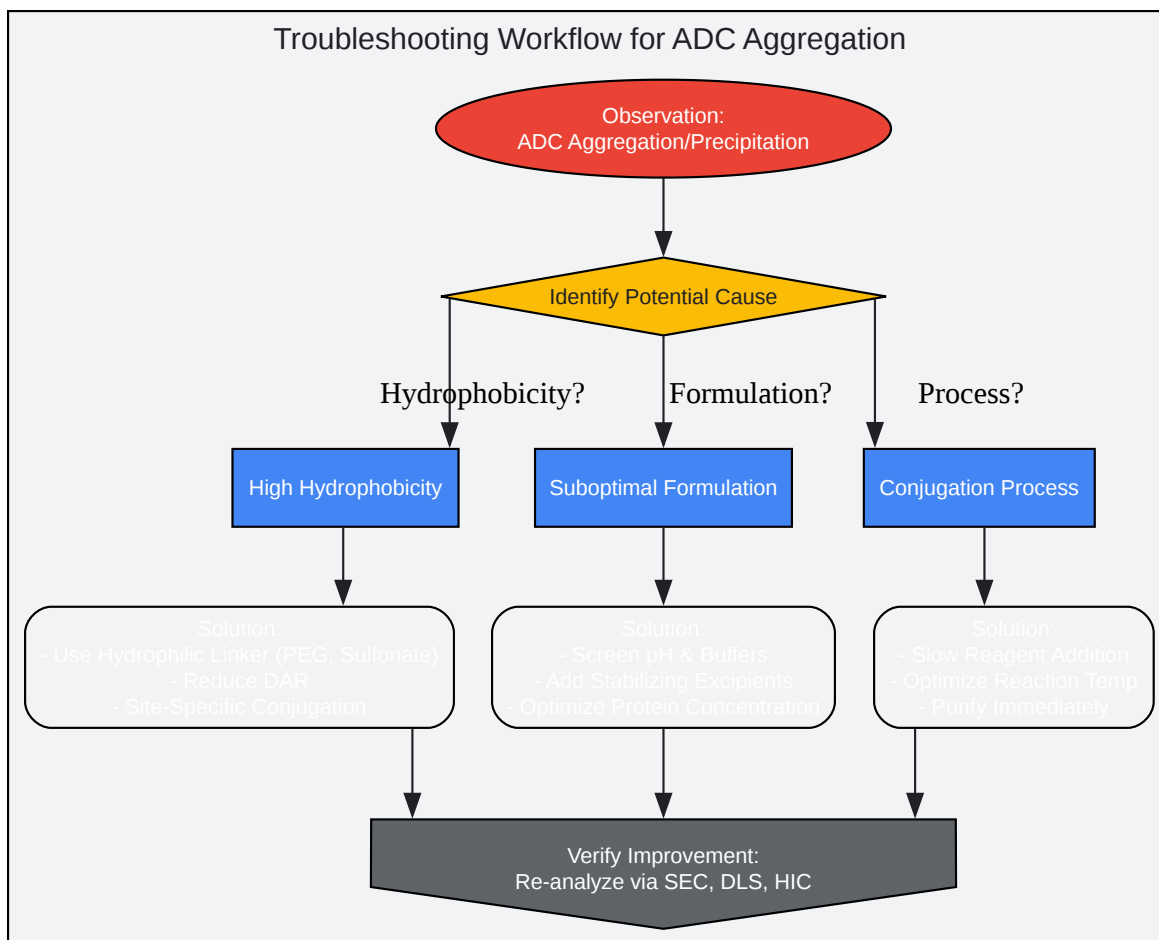 Troubleshooting Workflow for ADC Aggregation
Observation:
ADC Aggregation/Precipitation
Identify Potential Cause
Hydrophobicity?
Formulation?
Process?
High Hydrophobicity
Suboptimal Formulation
Conjugation Process
Solution:
- Use Hydrophilic Linker (PEG, Sulfonate)
- Reduce DAR
- Site-Specific Conjugation
Solution:
- Screen pH & Buffers
- Add Stabilizing Excipients
- Optimize Protein Concentration
Solution:
- Slow Reagent Addition
- Optimize Reaction Temp
- Purify Immediately
Verify Improvement:
Re-analyze via SEC, DLS, HIC